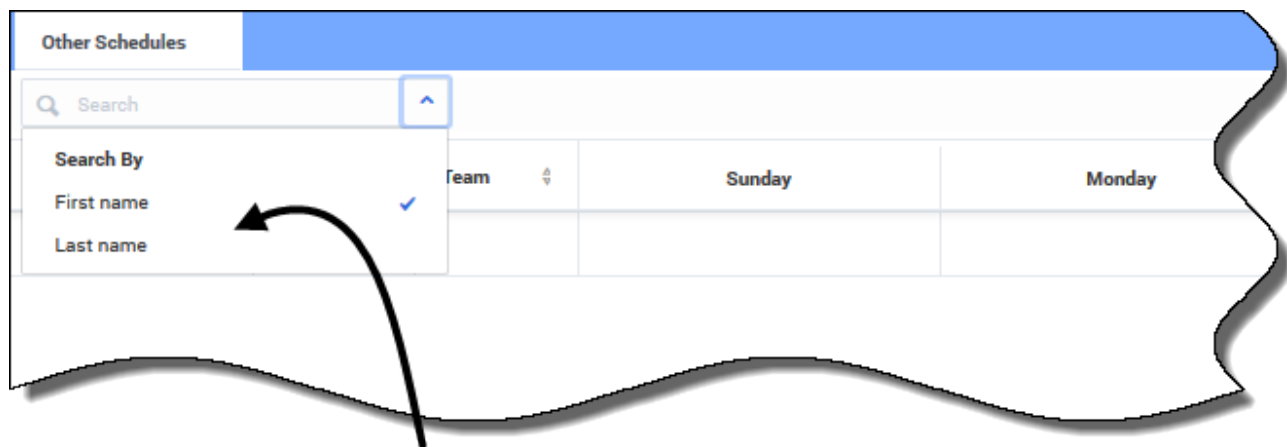 Other Schedules
Search
Search By
First name
Last name
Team Sunday Monday